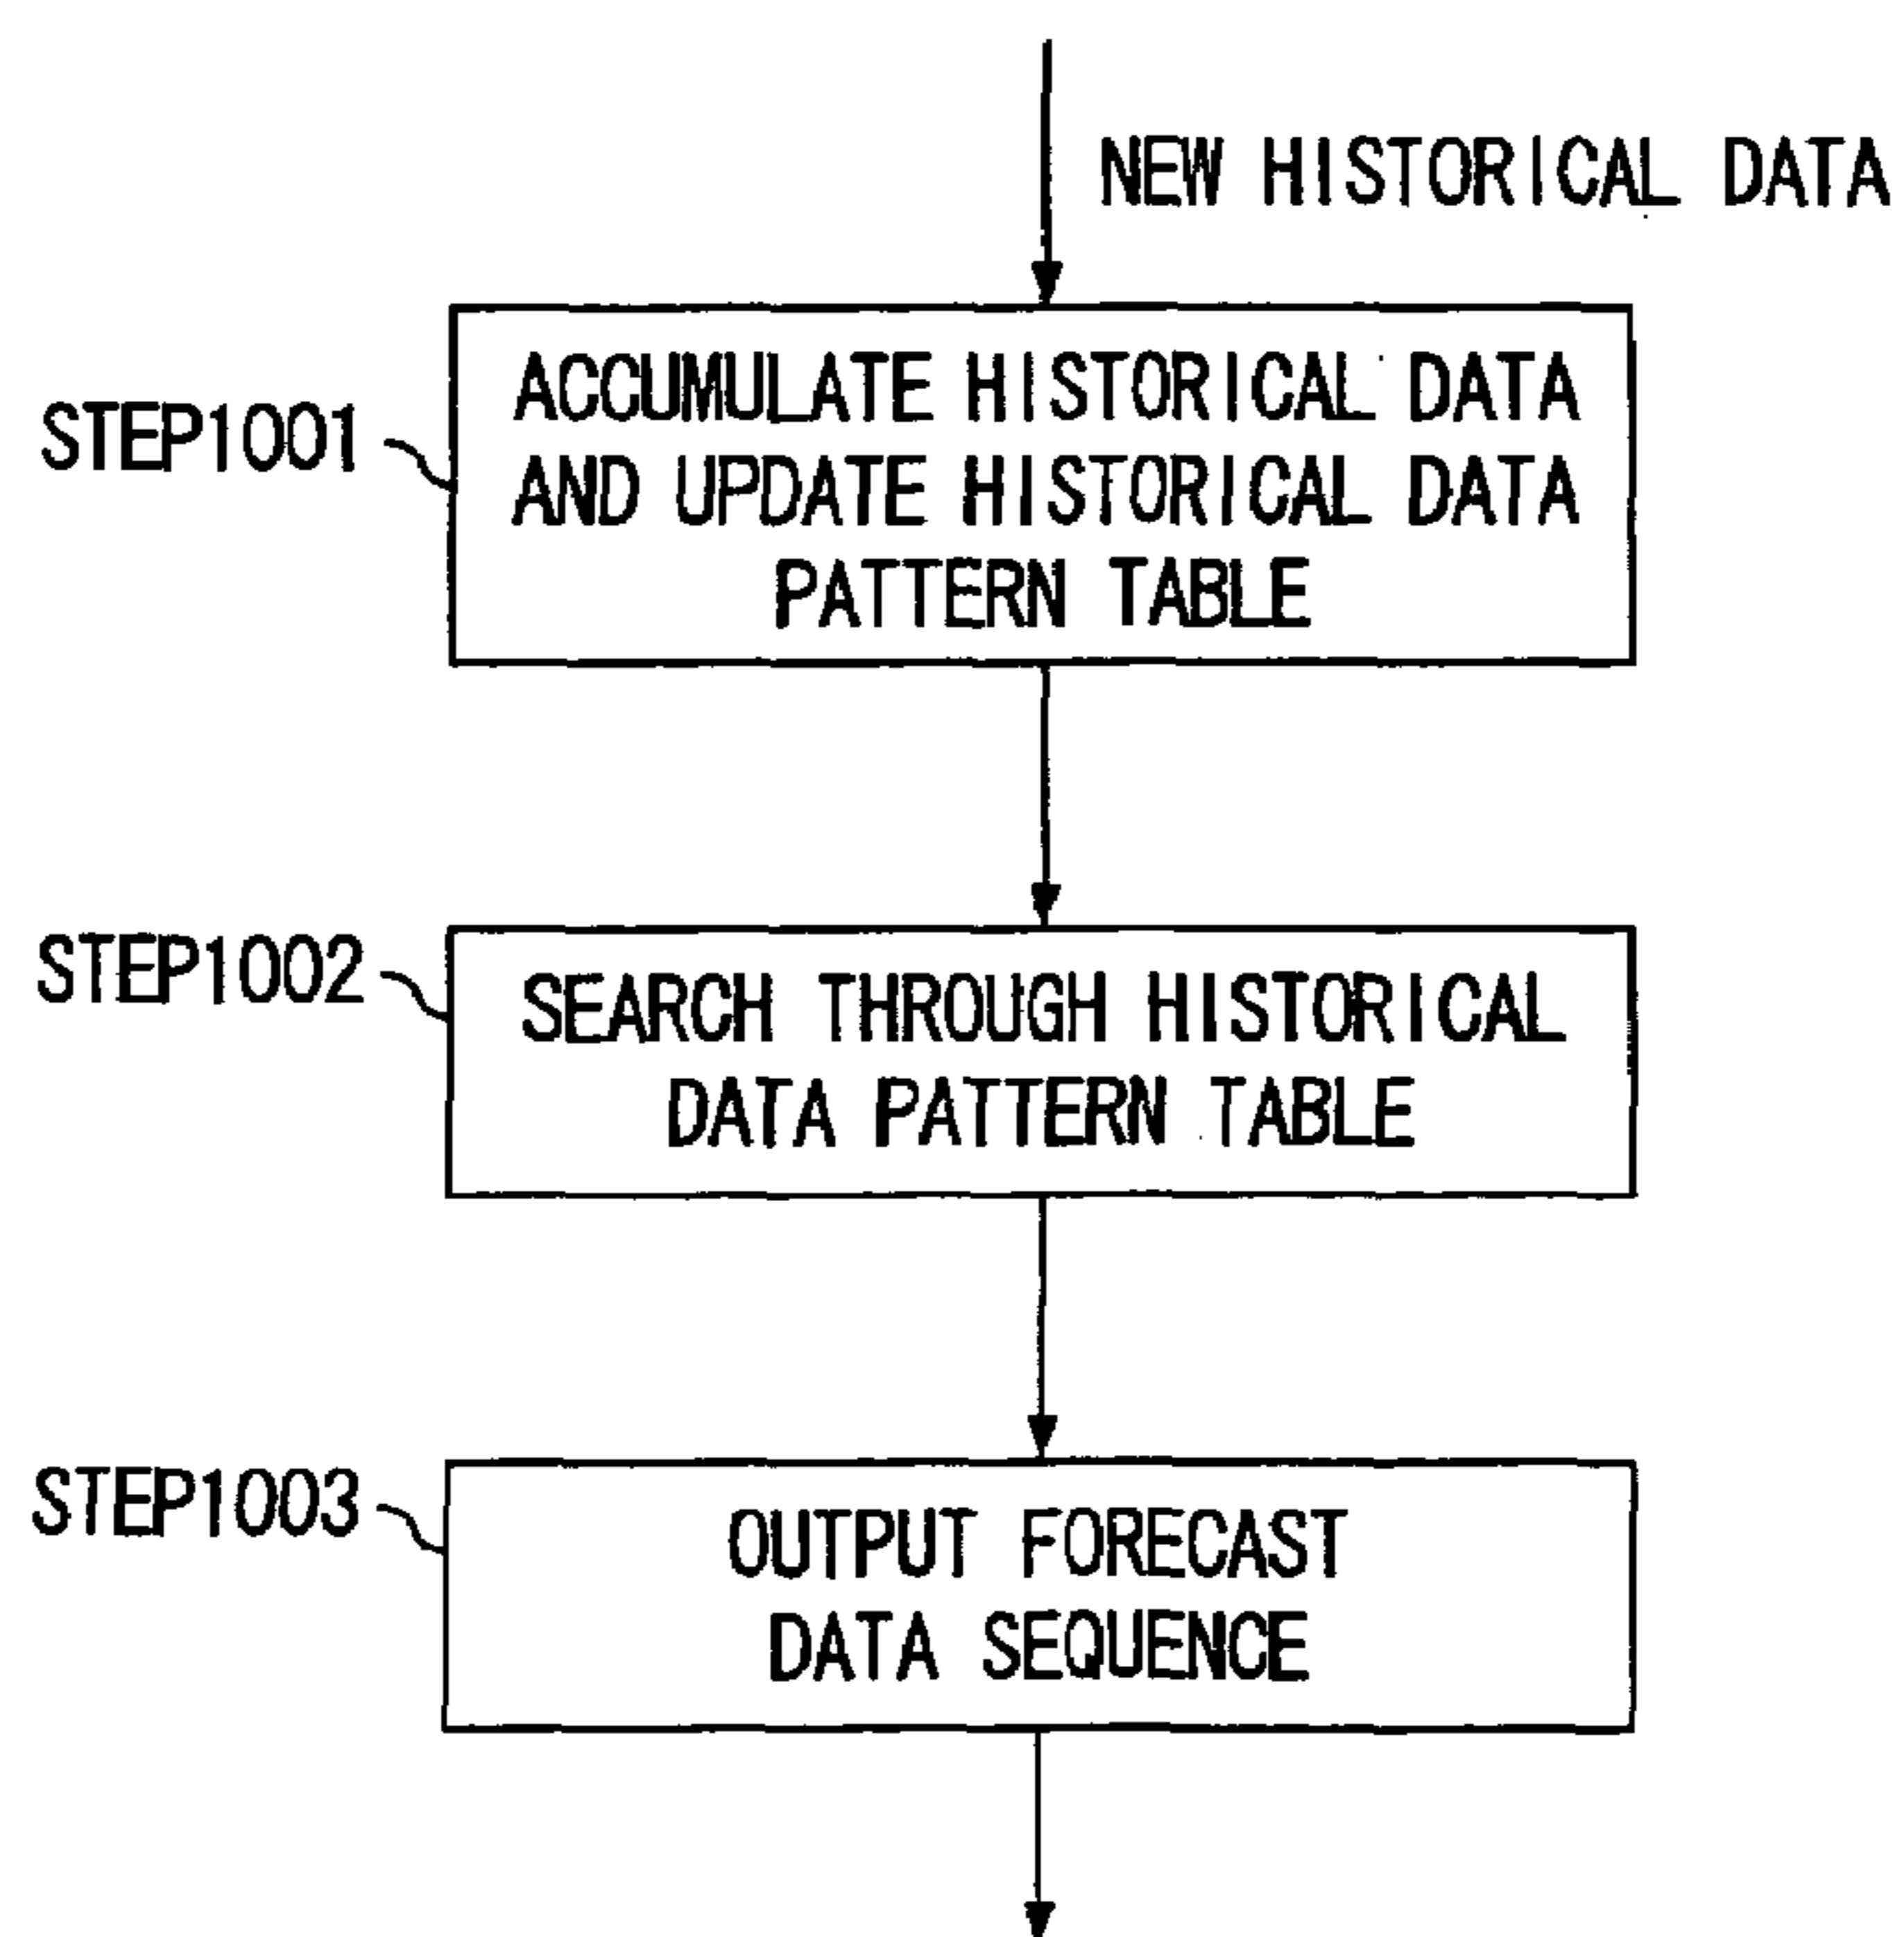 NEW HISTORICAL DATA
STEP1001
ACCUMULATE HISTORICAL DATA
AND UPDATE HISTORICAL DATA
PATTERN TABLE
STEP1002
SEARCH THROUGH HISTORICAL
DATA PATTERN TABLE
STEP1003
OUTPUT FORECAST
DATA SEQUENCE